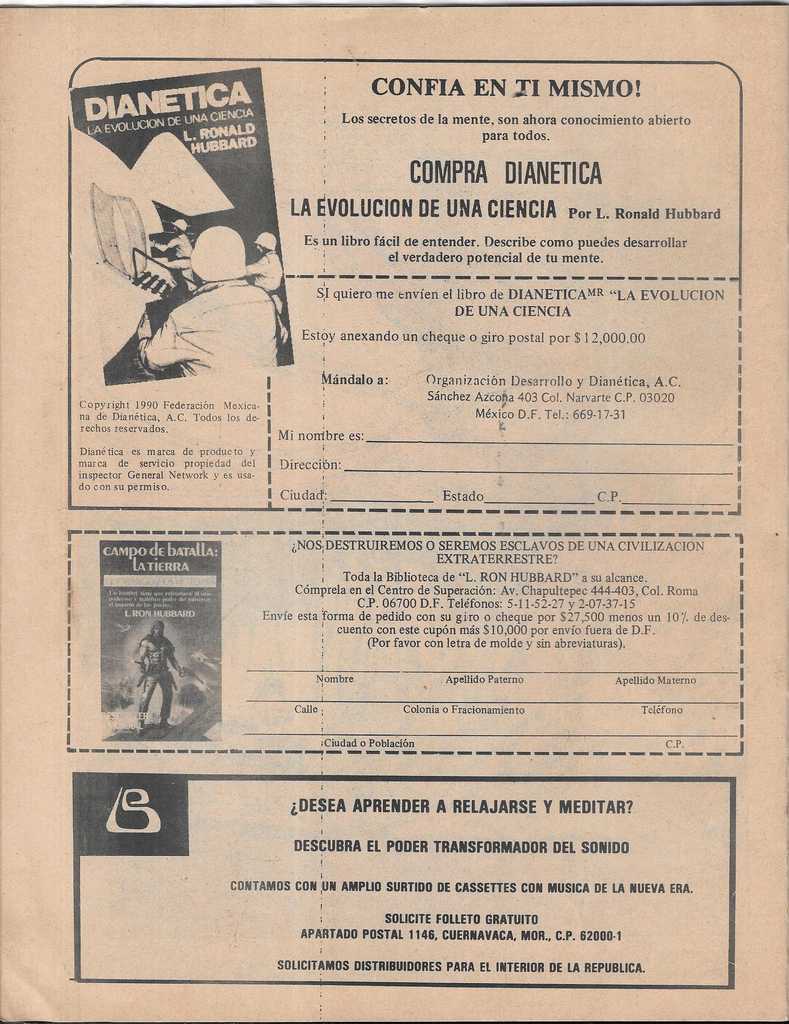 DIANETICA
LA EVOLUCION DE UNA CIENCIA
L. RONALD
HUBBARD
CONFIA EN TI MISMO!
Los secretos de la mente, son ahora conocimiento abierto
para todos.
COMPRA DIANETICA
LA EVOLUCION DE UNA CIENCIA Por L. Ronald Hubbard
Es un libro fácil de entender. Describe como puedes desarrollar
el verdadero potencial de tu mente.
SI quiero me envíen el libro de DIANETICAMR "LA EVOLUCION
DE UNA CIENCIA
Estoy anexando un cheque o giro postal por $12,000.00
Mándalo a: Organización Desarrollo y Dianética, A.C.
Sánchez Azcona 403 Col. Narvarte C.P. 03020
México D.F. Tel.: 669-17-31
Mi nombre es:
Dirección:
Ciudad: Estado C.P.
Copyright 1990 Federación Mexica-
na de Dianética, A.C. Todos los de-
rechos reservados.
Dianética es marca de producto y
marca de servicio propiedad del
inspector General Network y es usa-
do con su permiso.
CAMPO de BATALLA:
LA TIERRA
L. RON HUBBARD
¿NOS DESTRUIREMOS O SEREMOS ESCLAVOS DE UNA CIVILIZACION
EXTRATERRESTRE?
Toda la Biblioteca de "L. RON HUBBARD" a su alcance.
Cómprela en el Centro de Superación: Av. Chapultepec 444-403, Col. Roma
C.P. 06700 D.F. Teléfonos: 5-11-52-27 y 2-07-37-15
Envíe esta forma de pedido con su giro o cheque por $27,500 menos un 10% de des-
cuento con este cupón más $10,000 por envío fuera de D.F.
(Por favor con letra de molde y sin abreviaturas).
Nombre Apellido Paterno Apellido Materno
Calle Colonia o Fraccionamiento Teléfono
Ciudad o Población C.P.
¿DESEA APRENDER A RELAJARSE Y MEDITAR?
DESCUBRA EL PODER TRANSFORMADOR DEL SONIDO
CONTAMOS CON UN AMPLIO SURTIDO DE CASSETTES CON MUSICA DE LA NUEVA ERA.
SOLICITE FOLLETO GRATUITO
APARTADO POSTAL 1146, CUERNAVACA, MOR., C.P. 62000-1
SOLICITAMOS DISTRIBUIDORES PARA EL INTERIOR DE LA REPUBLICA.